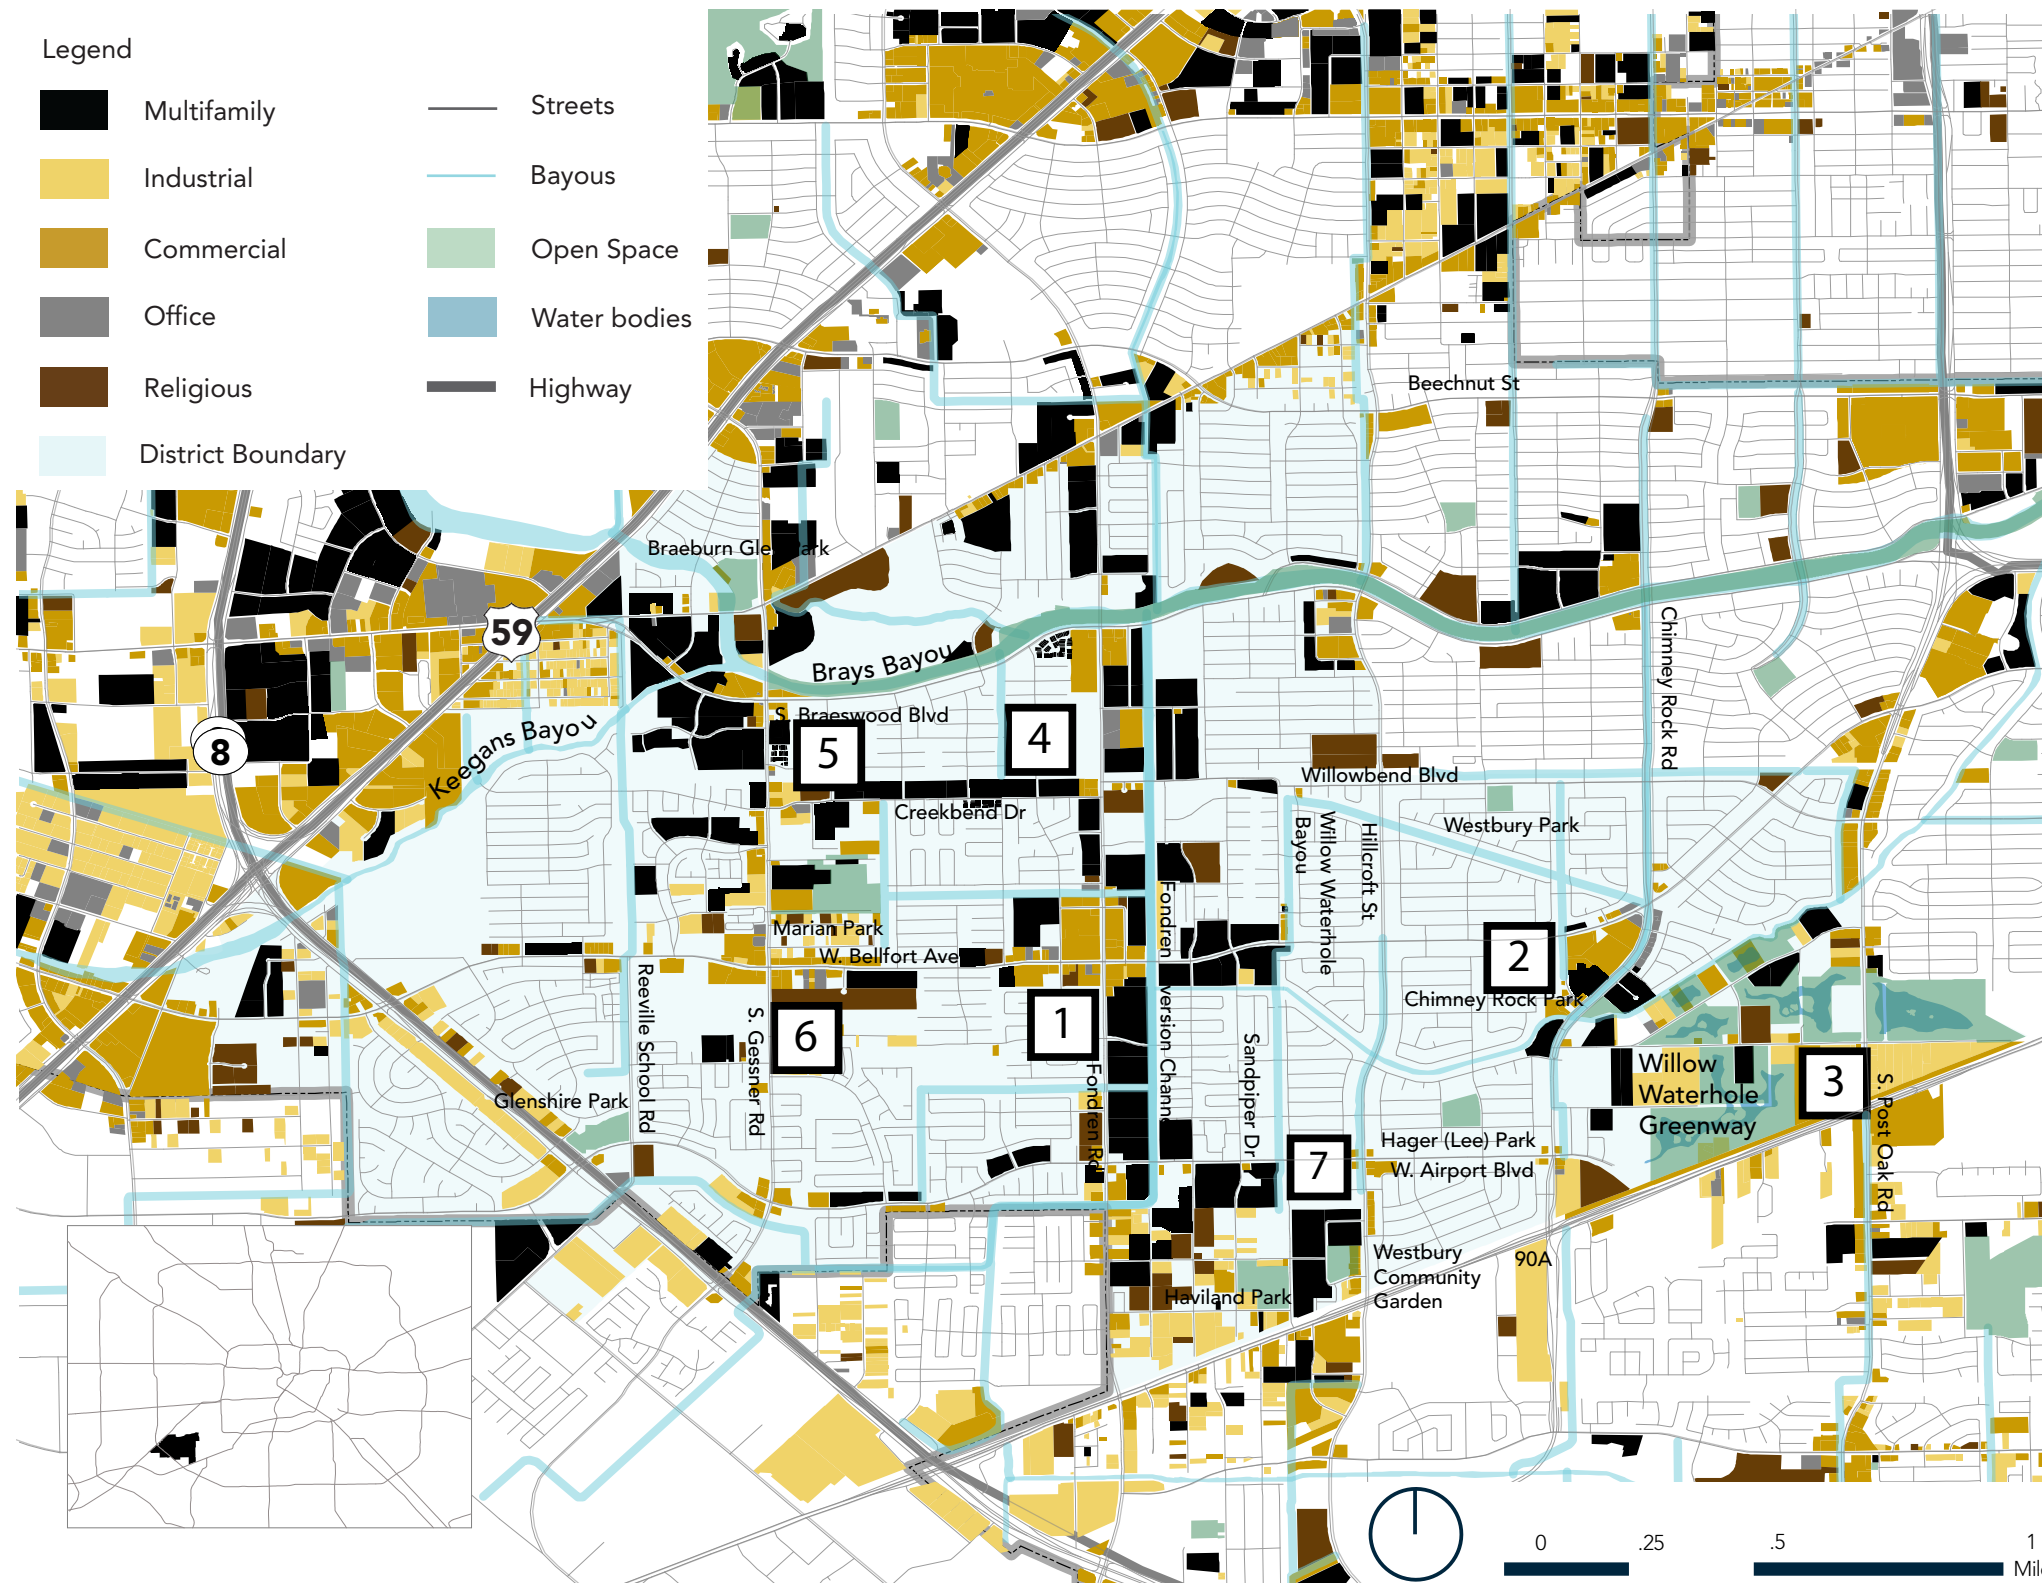 Legend
Multifamily
Streets
Industrial
Bayous
Commercial
Open Space
Office
Water bodies
Religious
Highway
District Boundary
Beechnut St
Braeburn Glen Park
59
Brays Bayou
Chimney Rock Rd
8
Keegans Bayou
S. Braeswood Blvd
5
4
Willowbend Blvd
Creekbend Dr
Westbury Park
Willow Waterhole
Bayou
Hillcroft St
Marian Park
W. Bellfort Ave
Fondren Diversion Channel
2
Chimney Rock Park
Reeville School Rd
S. Gessner Rd
6
1
Sandpiper Dr
Fondren Rd
Willow
Waterhole
Greenway
3
S. Post Oak Rd
Glenshire Park
7
Hager (Lee) Park
W. Airport Blvd
90A
Westbury
Community
Garden
Haviland Park
0 .25 .5 1
Mil